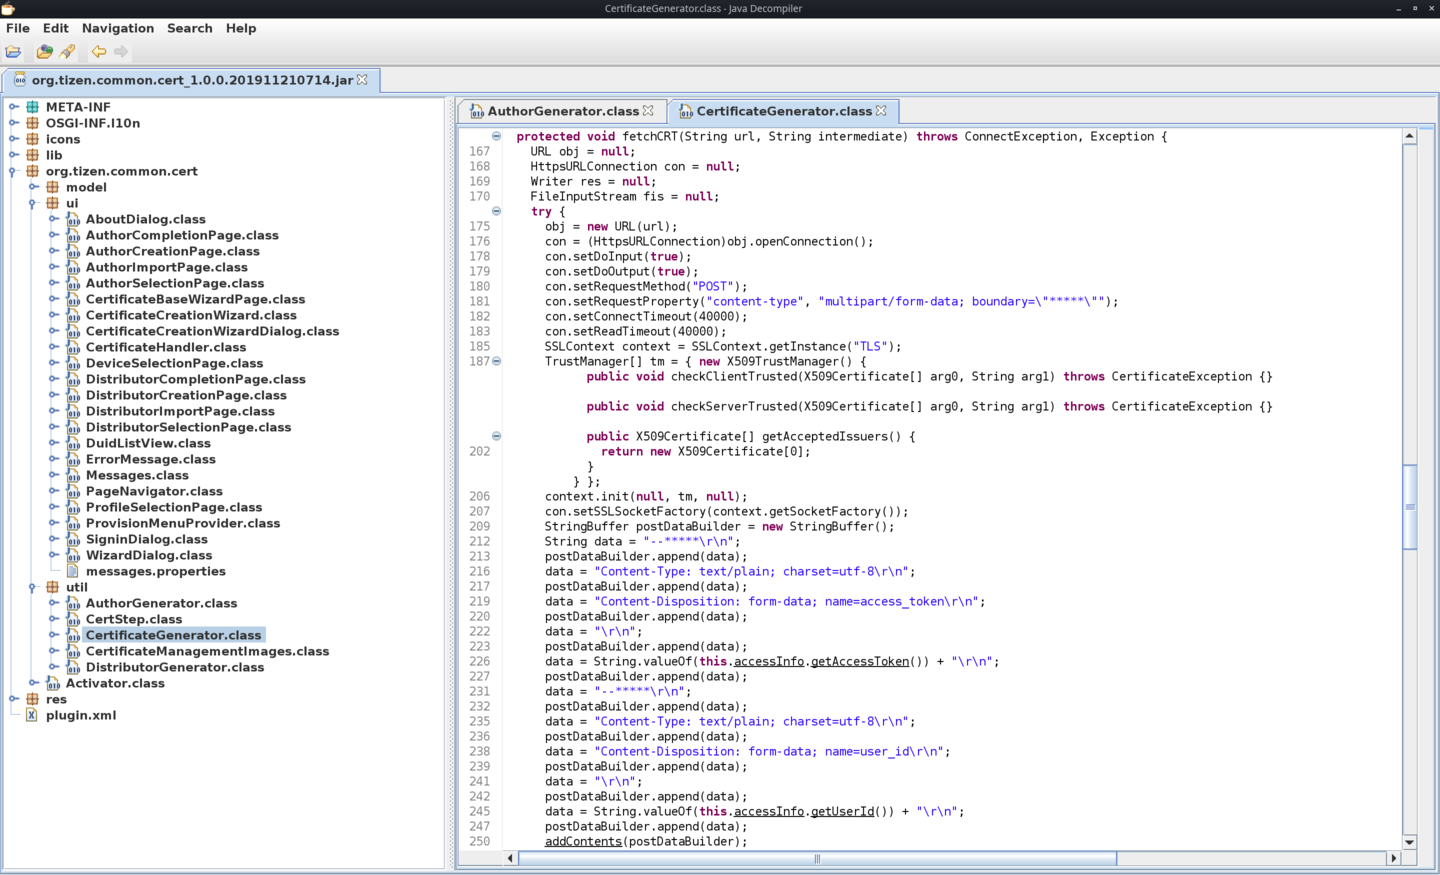 CertificateGenerator.class - Java Decompiler
File Edit Navigation Search Help
org.tizen.common.cert_1.0.0.201911210714.jar
META-INF
OSGI-INF.l10n
icons
lib
org.tizen.common.cert
model
ui
AboutDialog.class
AuthorCompletionPage.class
AuthorCreationPage.class
AuthorImportPage.class
AuthorSelectionPage.class
CertificateBaseWizardPage.class
CertificateCreationWizard.class
CertificateCreationWizardDialog.class
CertificateHandler.class
DeviceSelectionPage.class
DistributorCompletionPage.class
DistributorCreationPage.class
DistributorImportPage.class
DistributorSelectionPage.class
DuidListView.class
ErrorMessage.class
Messages.class
PageNavigator.class
ProfileSelectionPage.class
ProvisionMenuProvider.class
SigninDialog.class
WizardDialog.class
messages.properties
util
AuthorGenerator.class
CertStep.class
CertificateGenerator.class
CertificateManagementImages.class
DistributorGenerator.class
Activator.class
res
plugin.xml
AuthorGenerator.class CertificateGenerator.class
protected void fetchCRT(String url, String intermediate) throws ConnectException, Exception {
167 URL obj = null;
168 HttpsURLConnection con = null;
169 Writer res = null;
170 FileInputStream fis = null;
try {
175 obj = new URL(url);
176 con = (HttpsURLConnection)obj.openConnection();
178 con.setDoInput(true);
179 con.setDoOutput(true);
180 con.setRequestMethod("POST");
181 con.setRequestProperty("content-type", "multipart/form-data; boundary=\"*****\"");
182 con.setConnectTimeout(40000);
183 con.setReadTimeout(40000);
185 SSLContext context = SSLContext.getInstance("TLS");
187 TrustManager[] tm = { new X509TrustManager() {
public void checkClientTrusted(X509Certificate[] arg0, String arg1) throws CertificateException {}
public void checkServerTrusted(X509Certificate[] arg0, String arg1) throws CertificateException {}
public X509Certificate[] getAcceptedIssuers() {
202 return new X509Certificate[0];
}
} };
206 context.init(null, tm, null);
207 con.setSSLSocketFactory(context.getSocketFactory());
209 StringBuffer postDataBuilder = new StringBuffer();
212 String data = "--*****\r\n";
213 postDataBuilder.append(data);
216 data = "Content-Type: text/plain; charset=utf-8\r\n";
217 postDataBuilder.append(data);
219 data = "Content-Disposition: form-data; name=access_token\r\n";
220 postDataBuilder.append(data);
222 data = "\r\n";
223 postDataBuilder.append(data);
226 data = String.valueOf(this.accessInfo.getAccessToken()) + "\r\n";
227 postDataBuilder.append(data);
231 data = "--*****\r\n";
232 postDataBuilder.append(data);
235 data = "Content-Type: text/plain; charset=utf-8\r\n";
236 postDataBuilder.append(data);
238 data = "Content-Disposition: form-data; name=user_id\r\n";
239 postDataBuilder.append(data);
241 data = "\r\n";
242 postDataBuilder.append(data);
245 data = String.valueOf(this.accessInfo.getUserId()) + "\r\n";
247 postDataBuilder.append(data);
250 addContents(postDataBuilder);